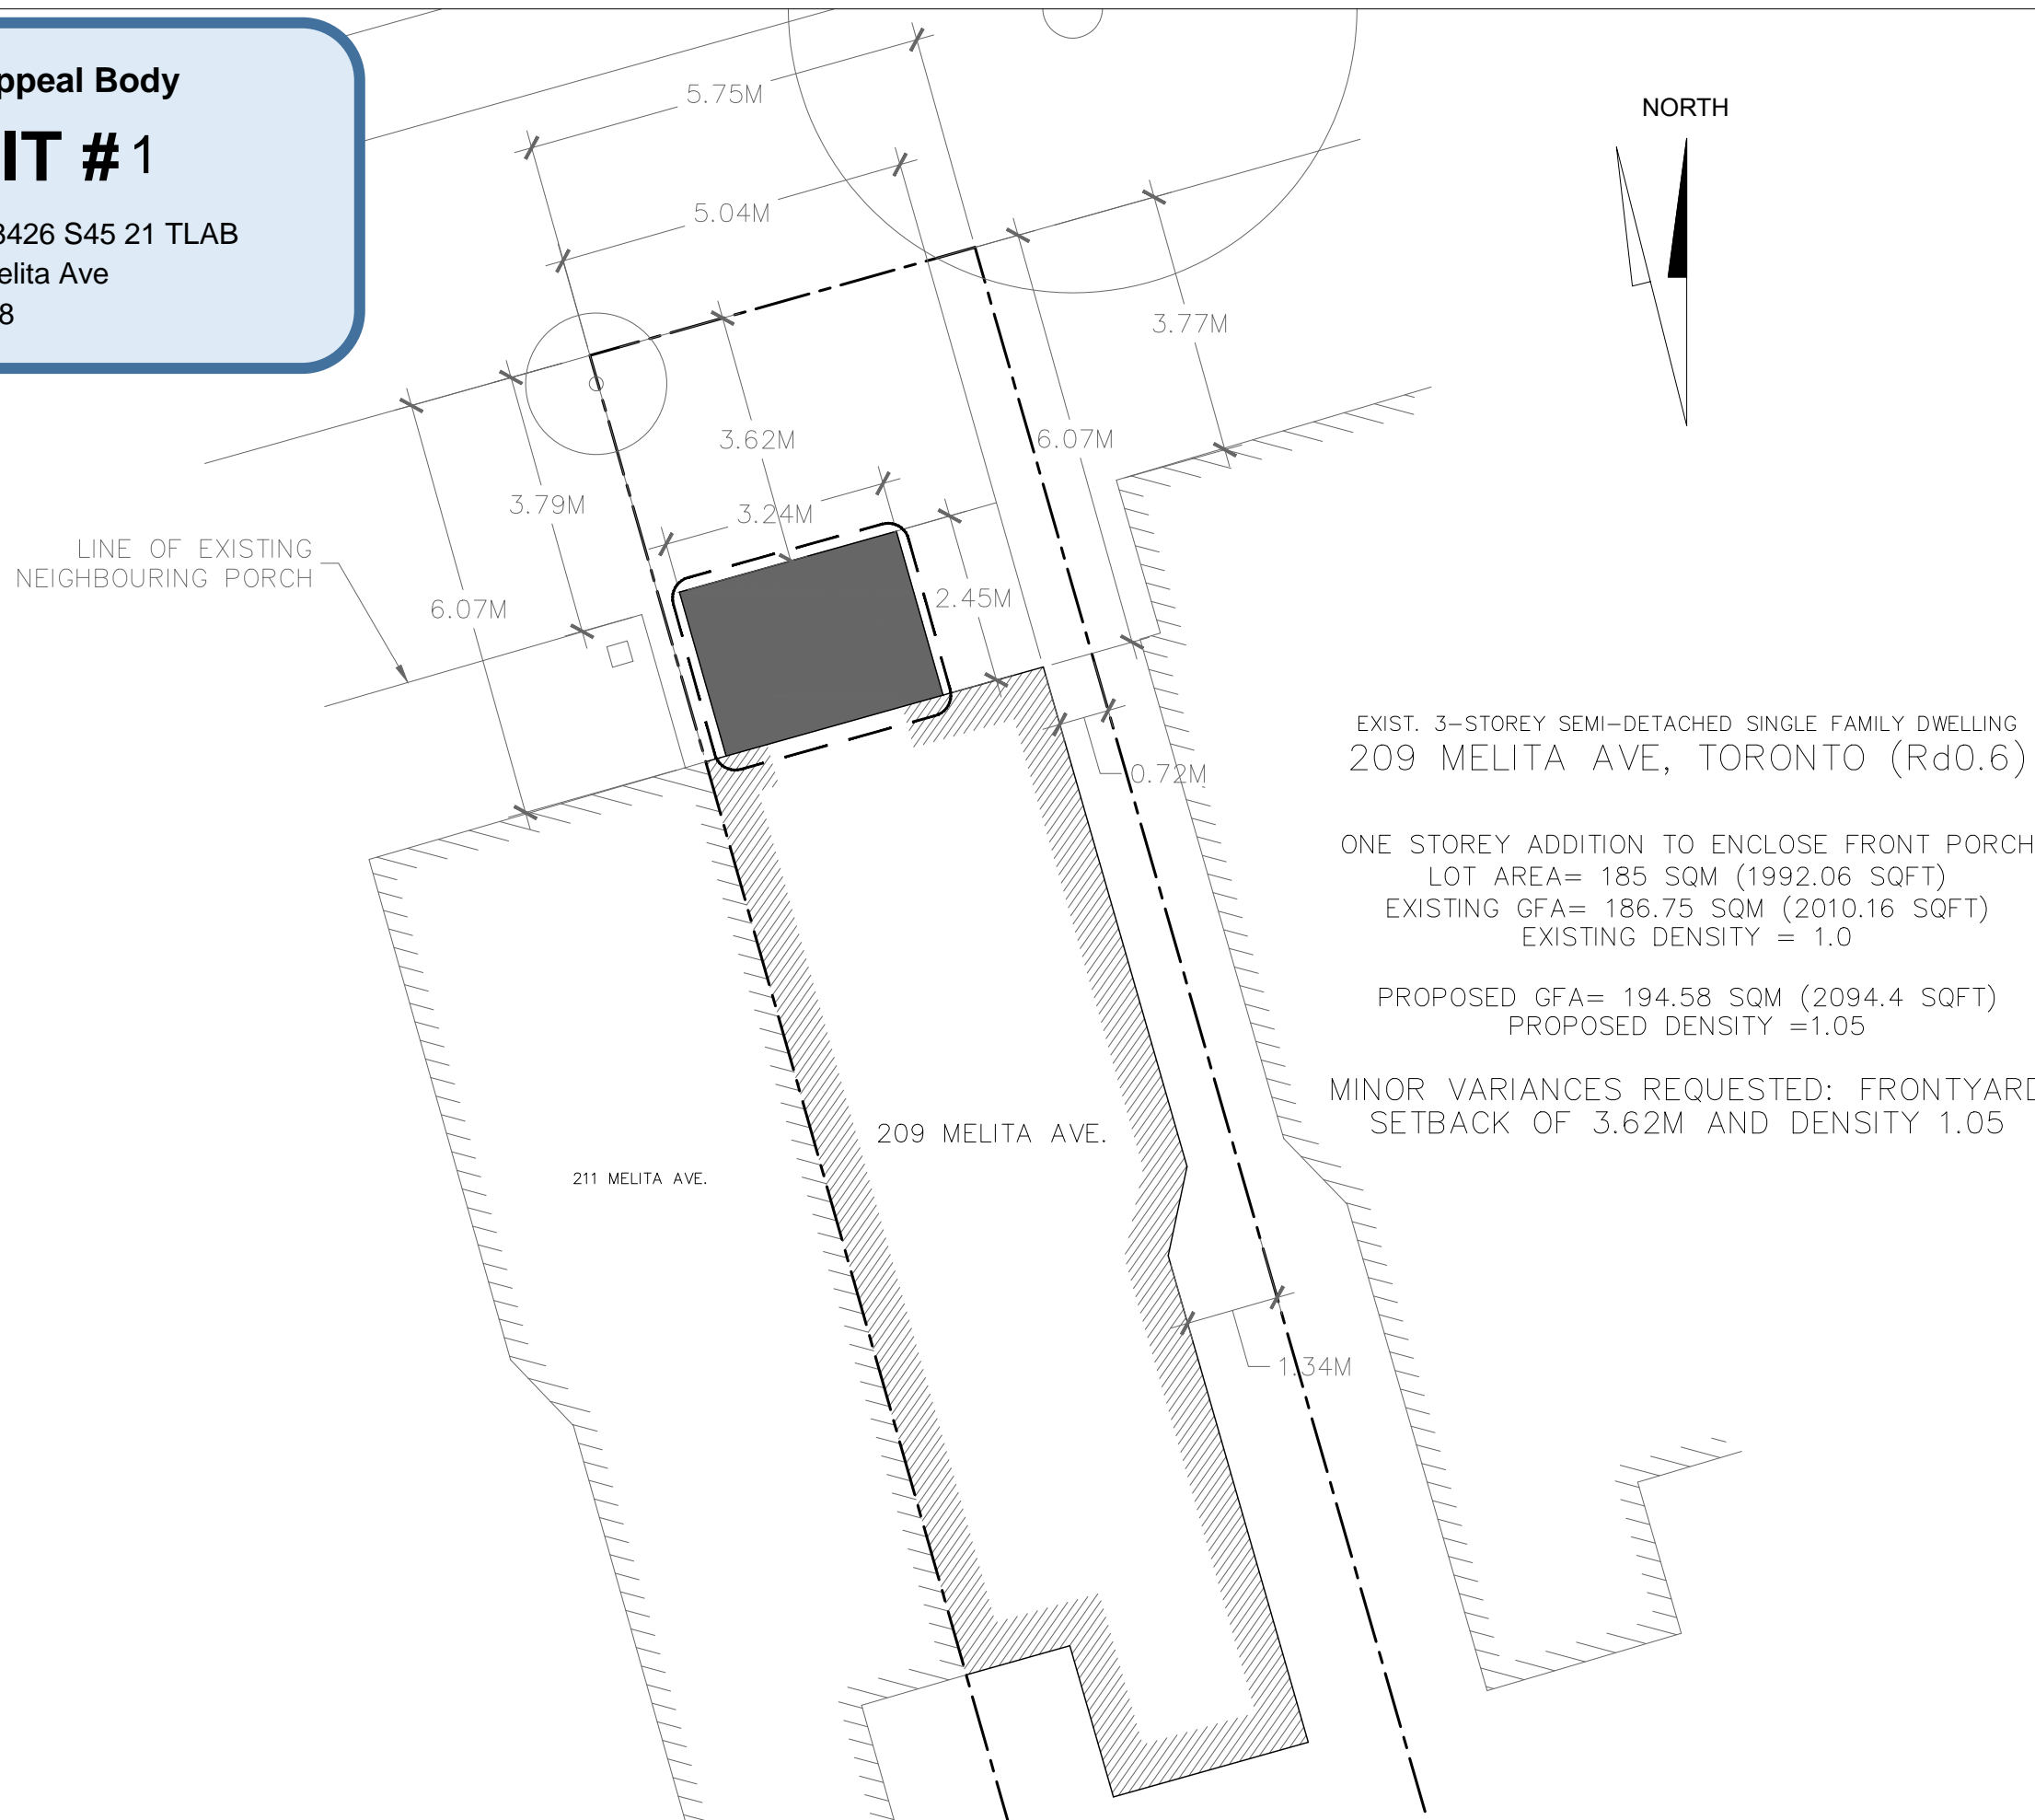 ppeal Body
IT # 1
3426 S45 21 TLAB
elita Ave
8
NORTH
5.75M
5.04M
3.77M
3.62M
6.07M
3.79M
3.24M
LINE OF EXISTING
NEIGHBOURING PORCH
6.07M
2.45M
0.72M
EXIST. 3-STOREY SEMI-DETACHED SINGLE FAMILY DWELLING
209 MELITA AVE, TORONTO (Rd0.6)
ONE STOREY ADDITION TO ENCLOSE FRONT PORCH
LOT AREA= 185 SQM (1992.06 SQFT)
EXISTING GFA= 186.75 SQM (2010.16 SQFT)
EXISTING DENSITY = 1.0
PROPOSED GFA= 194.58 SQM (2094.4 SQFT)
PROPOSED DENSITY =1.05
MINOR VARIANCES REQUESTED: FRONTYARD
SETBACK OF 3.62M AND DENSITY 1.05
209 MELITA AVE.
211 MELITA AVE.
1.34M